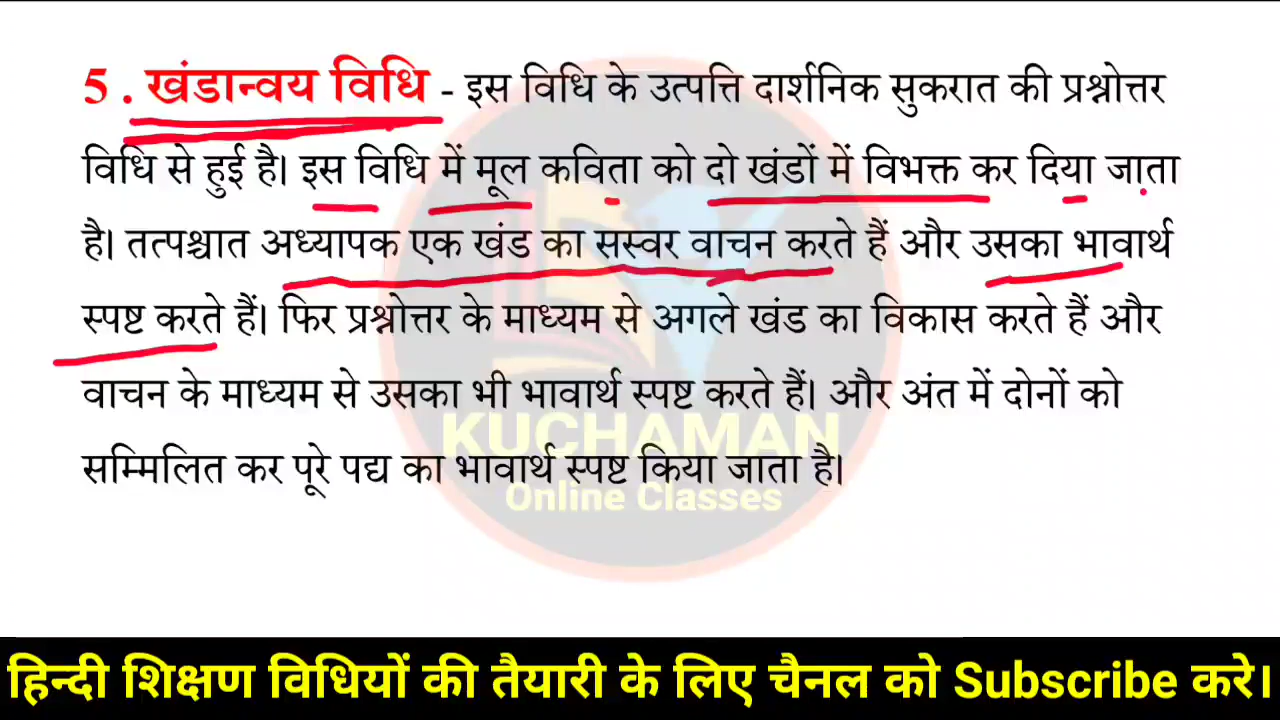 5 . खंडान्वय विधि - इस विधि के उत्पत्ति दार्शनिक सुकरात की प्रश्नोत्तर
विधि से हुई है। इस विधि में मूल कविता को दो खंडों में विभक्त कर दिया जाता
है। तत्पश्चात अध्यापक एक खंड का सस्वर वाचन करते हैं और उसका भावार्थ
स्पष्ट करते हैं। फिर प्रश्नोत्तर के माध्यम से अगले खंड का विकास करते हैं और
वाचन के माध्यम से उसका भी भावार्थ स्पष्ट करते हैं। और अंत में दोनों को
सम्मिलित कर पूरे पद्य का भावार्थ स्पष्ट किया जाता है।
KUCHAMAN
Online Classes
हिन्दी शिक्षण विधियों की तैयारी के लिए चैनल को Subscribe करे।